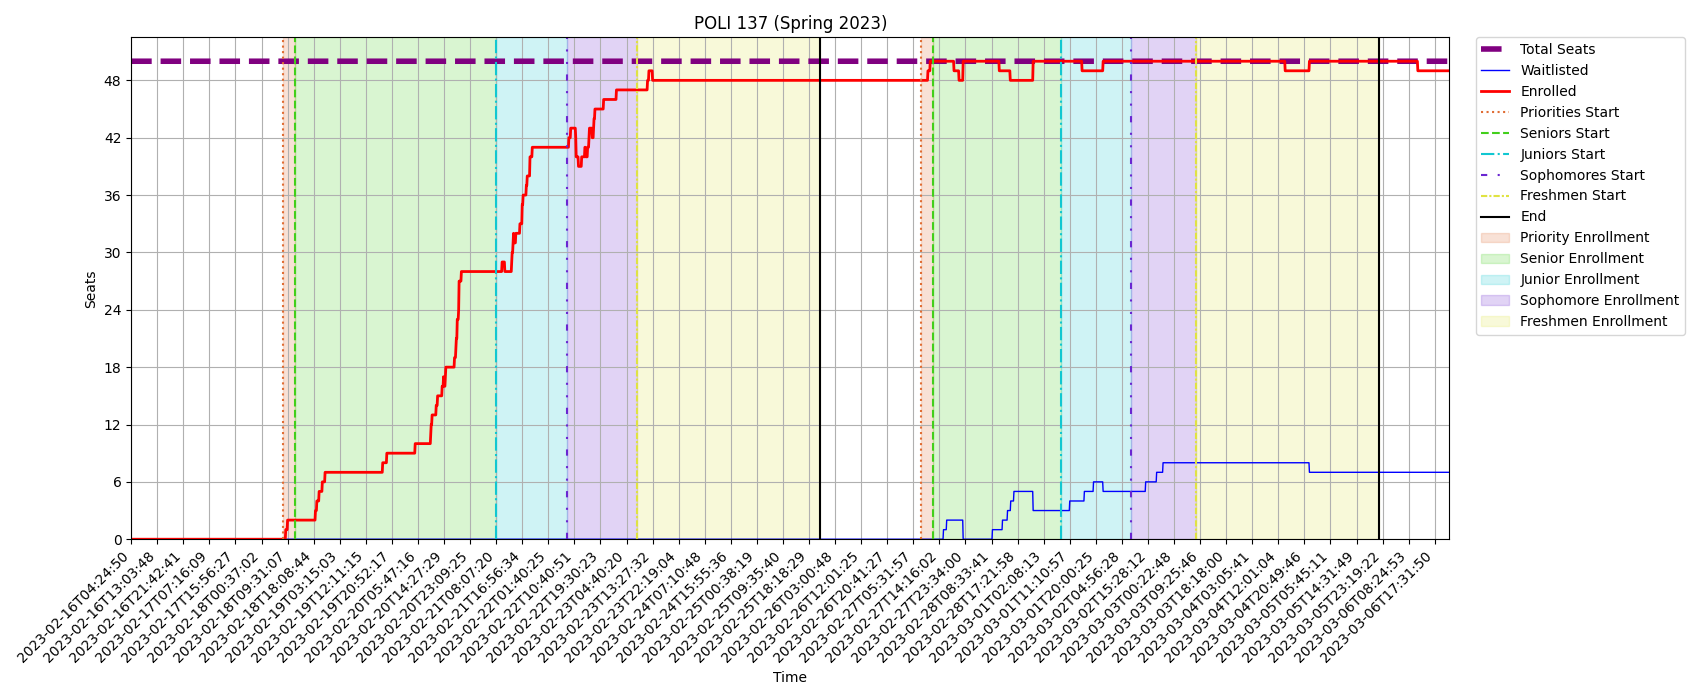 POLI 137 (Spring 2023)
Seats
48
42
36
30
24
18
12
6
0
2023-02-16T04:24:50
2023-02-16T13:03:48
2023-02-16T21:42:41
2023-02-17T07:16:09
2023-02-17T15:56:27
2023-02-18T00:37:02
2023-02-18T09:31:07
2023-02-18T18:08:44
2023-02-19T03:15:03
2023-02-19T12:11:15
2023-02-19T20:52:17
2023-02-20T05:47:16
2023-02-20T14:27:29
2023-02-20T23:09:25
2023-02-21T08:07:20
2023-02-21T16:56:34
2023-02-22T01:40:25
2023-02-22T10:40:51
2023-02-22T19:30:23
2023-02-23T04:40:20
2023-02-23T13:27:32
2023-02-23T22:19:04
2023-02-24T07:10:48
2023-02-24T15:55:36
2023-02-25T00:38:19
2023-02-25T09:35:40
2023-02-25T18:18:29
2023-02-26T03:00:48
2023-02-26T12:01:25
2023-02-26T20:41:27
2023-02-27T05:31:57
2023-02-27T14:16:02
2023-02-27T23:34:00
2023-02-28T08:33:41
2023-02-28T17:21:58
2023-03-01T02:08:13
2023-03-01T11:10:57
2023-03-01T20:00:25
2023-03-02T04:56:28
2023-03-02T15:28:12
2023-03-03T00:22:48
2023-03-03T09:25:46
2023-03-03T18:18:00
2023-03-04T03:05:41
2023-03-04T12:01:04
2023-03-04T20:49:46
2023-03-05T05:45:11
2023-03-05T14:31:49
2023-03-05T23:19:22
2023-03-06T08:24:53
2023-03-06T17:31:50
Time
Total Seats
Waitlisted
Enrolled
Priorities Start
Seniors Start
Juniors Start
Sophomores Start
Freshmen Start
End
Priority Enrollment
Senior Enrollment
Junior Enrollment
Sophomore Enrollment
Freshmen Enrollment